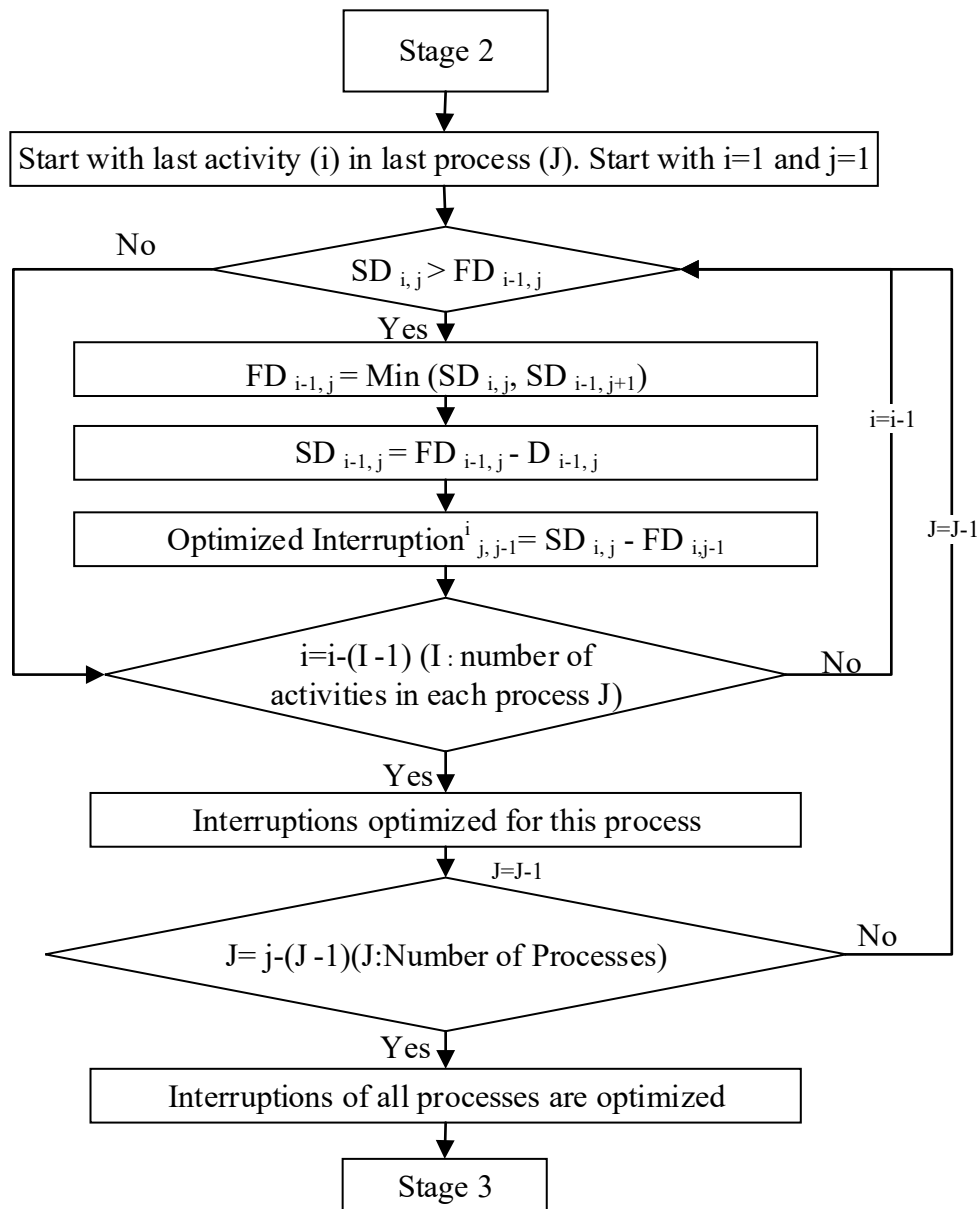 Stage 2
Start with last activity (i) in last process (J). Start with i=1 and j=1
No
SD i, j > FD i-1, j
Yes
FD i-1, j = Min (SD i, j, SD i-1, j+1)
i=i-1
SD i-1, j = FD i-1, j - D i-1, j
J=J-1
Optimized Interruption i j, j-1= SD i, j - FD i,j-1
i=i-(I -1) (I : number of
activities in each process J)
No
Yes
Interruptions optimized for this process
J=J-1
J= j-(J -1)(J:Number of Processes)
No
Yes
Interruptions of all processes are optimized
Stage 3